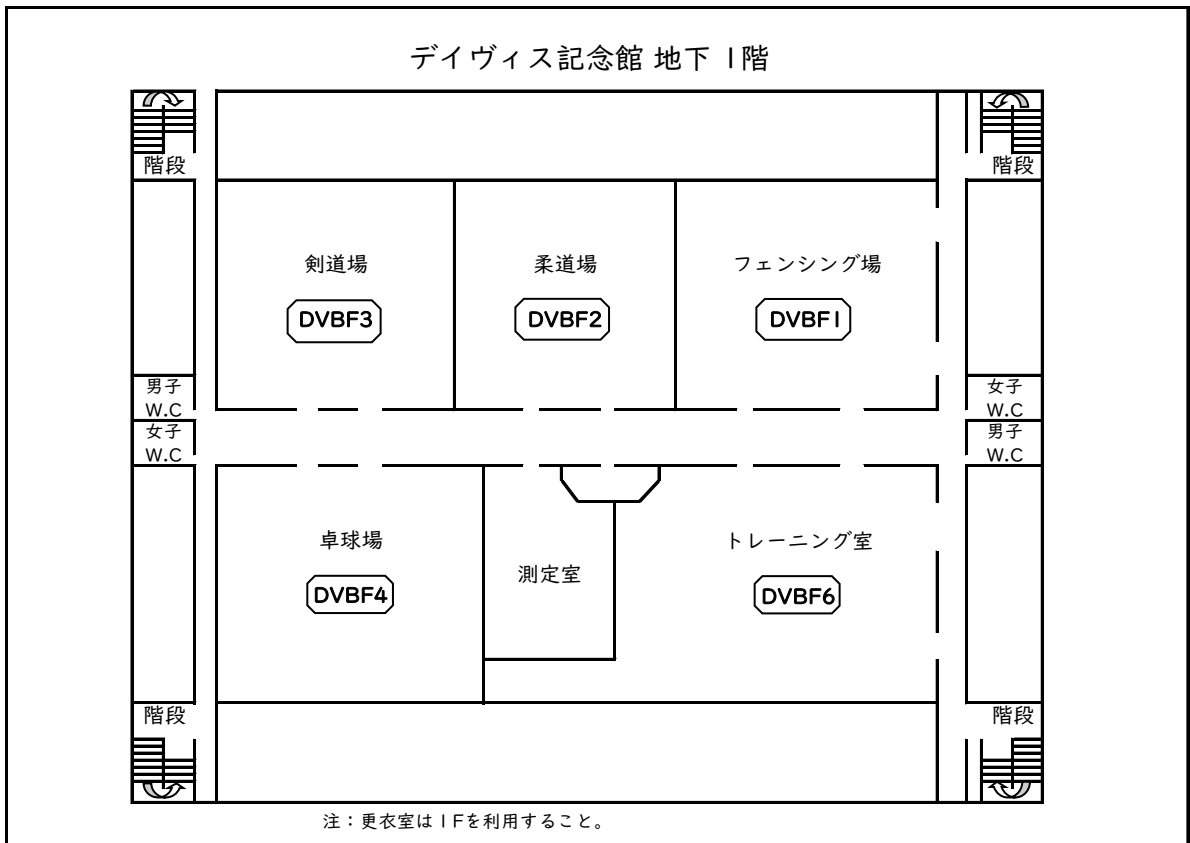 デイヴィス記念館 地下 1階
階段
階段
剣道場
柔道場
フェンシング場
DVBF3
DVBF2
DVBF1
男子
W.C
女子
W.C
女子
W.C
男子
W.C
卓球場
測定室
トレーニング室
DVBF4
DVBF6
階段
階段
注：更衣室は1Fを利用すること。